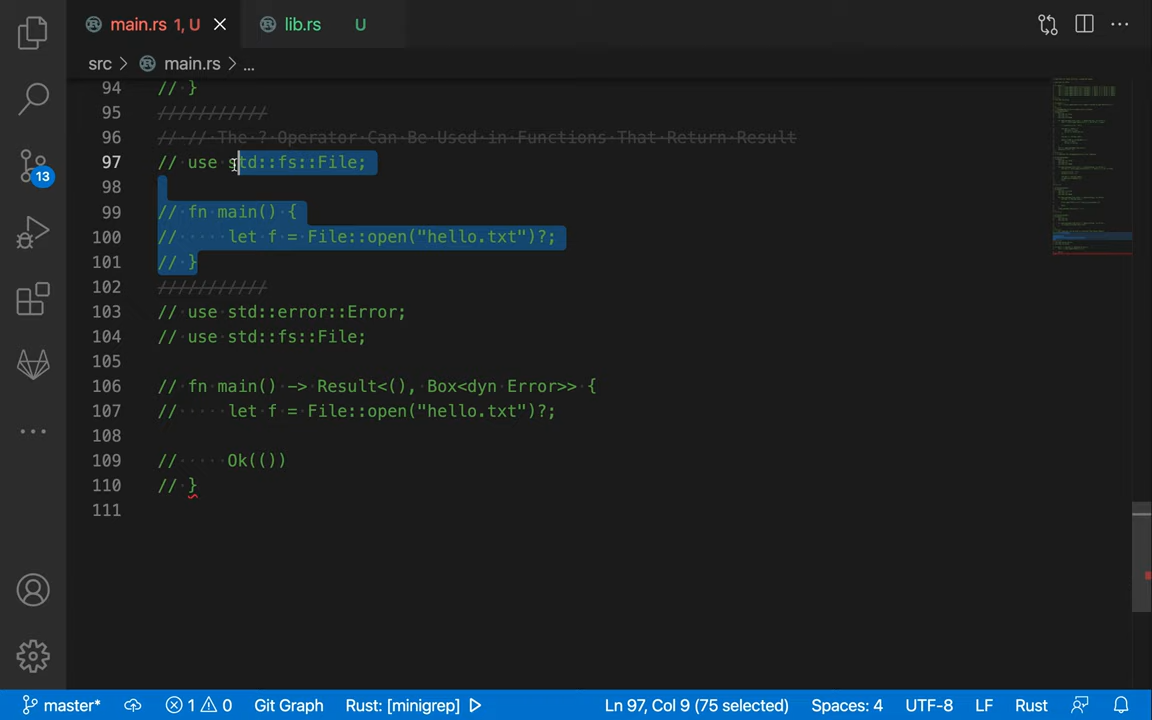 main.rs 1, U
lib.rs U
src > main.rs > ...
94 // }
95 ///////////
96 // // The ? Operator Can Be Used in Functions That Return Result
97 // use std::fs::File;
98
99 // fn main() {
100 //     let f = File::open("hello.txt")?;
101 // }
102 ///////////
103 // use std::error::Error;
104 // use std::fs::File;
105
106 // fn main() -> Result<(), Box<dyn Error>> {
107 //     let f = File::open("hello.txt")?;
108
109 //     Ok(())
110 // }
111
13
master* 1 0 Git Graph Rust: [minigrep] Ln 97, Col 9 (75 selected) Spaces: 4 UTF-8 LF Rust